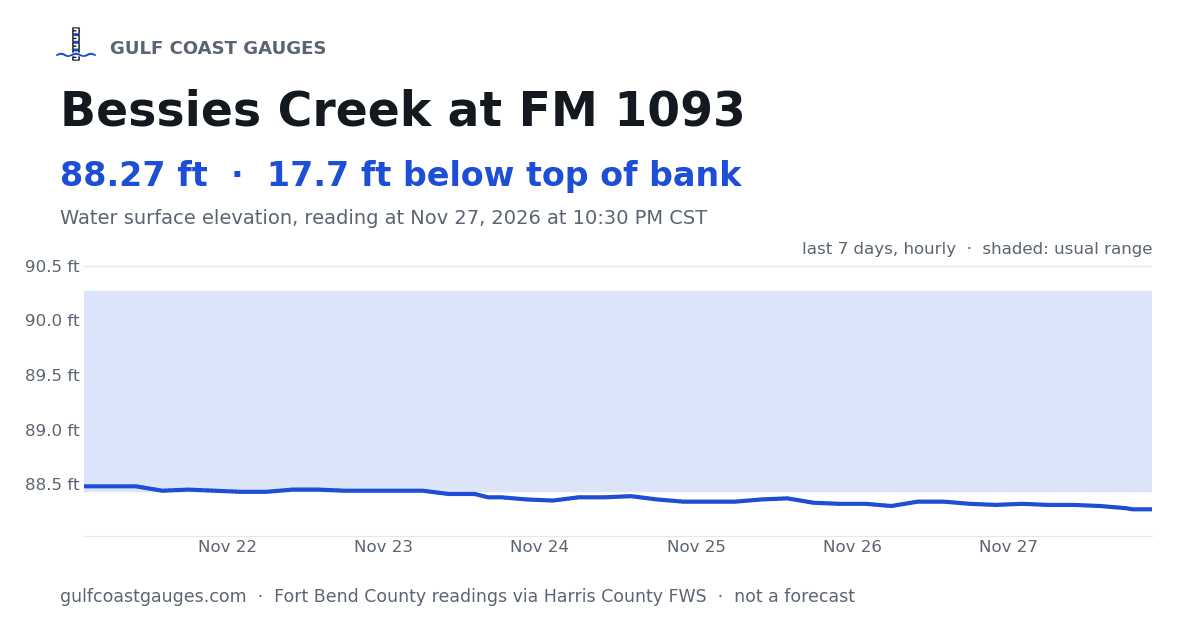 GULF COAST GAUGES
Bessies Creek at FM 1093
88.27 ft · 17.7 ft below top of bank
Water surface elevation, reading at Nov 27, 2026 at 10:30 PM CST
last 7 days, hourly · shaded: usual range
90.5 ft
90.0 ft
89.5 ft
89.0 ft
88.5 ft
Nov 22 Nov 23 Nov 24 Nov 25 Nov 26 Nov 27
gulfcoastgauges.com · Fort Bend County readings via Harris County FWS · not a forecast